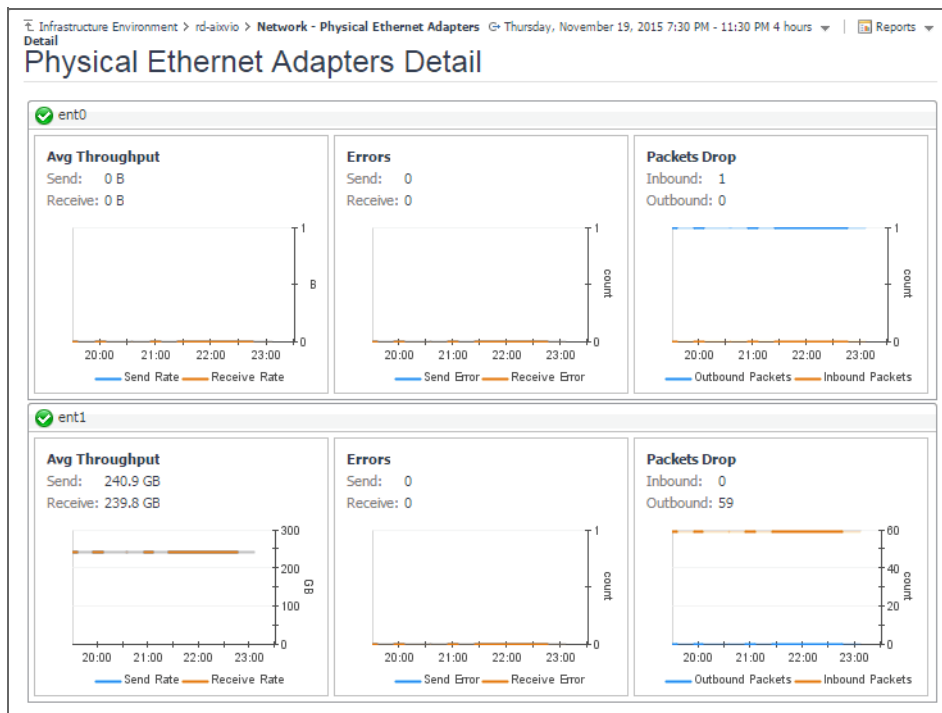 Infrastructure Environment > rd-aixvio > Network - Physical Ethernet Adapters Thursday, November 19, 2015 7:30 PM - 11:30 PM 4 hours Reports
Detail
Physical Ethernet Adapters Detail
ent0
Avg Throughput
Send: 0 B
Receive: 0 B
1
B
0
20:00 21:00 22:00 23:00
Send Rate Receive Rate
Errors
Send: 0
Receive: 0
1
count
0
20:00 21:00 22:00 23:00
Send Error Receive Error
Packets Drop
Inbound: 1
Outbound: 0
1
count
0
20:00 21:00 22:00 23:00
Outbound Packets Inbound Packets
ent1
Avg Throughput
Send: 240.9 GB
Receive: 239.8 GB
300
200
GB
100
0
20:00 21:00 22:00 23:00
Send Rate Receive Rate
Errors
Send: 0
Receive: 0
1
count
0
20:00 21:00 22:00 23:00
Send Error Receive Error
Packets Drop
Inbound: 0
Outbound: 59
60
40
count
20
0
20:00 21:00 22:00 23:00
Outbound Packets Inbound Packets